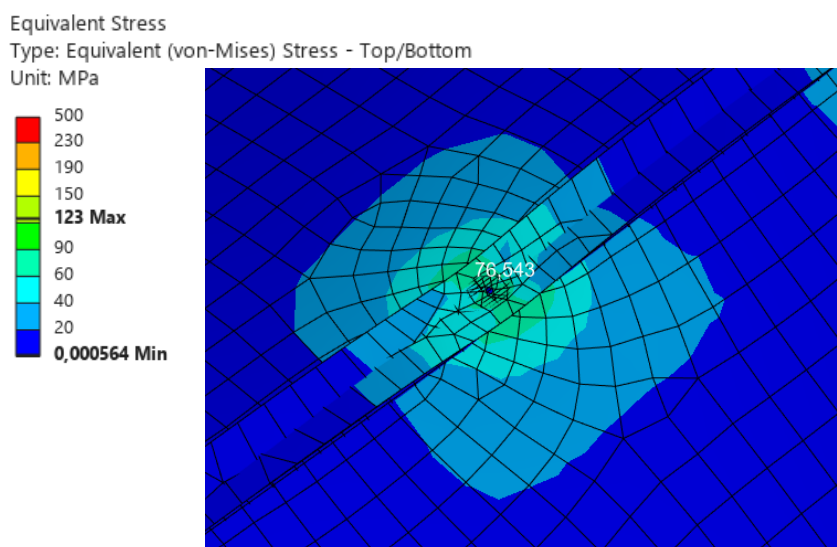 Equivalent Stress
Type: Equivalent (von-Mises) Stress - Top/Bottom
Unit: MPa
500
230
190
150
123 Max
90
60
40
20
0,000564 Min
76,543